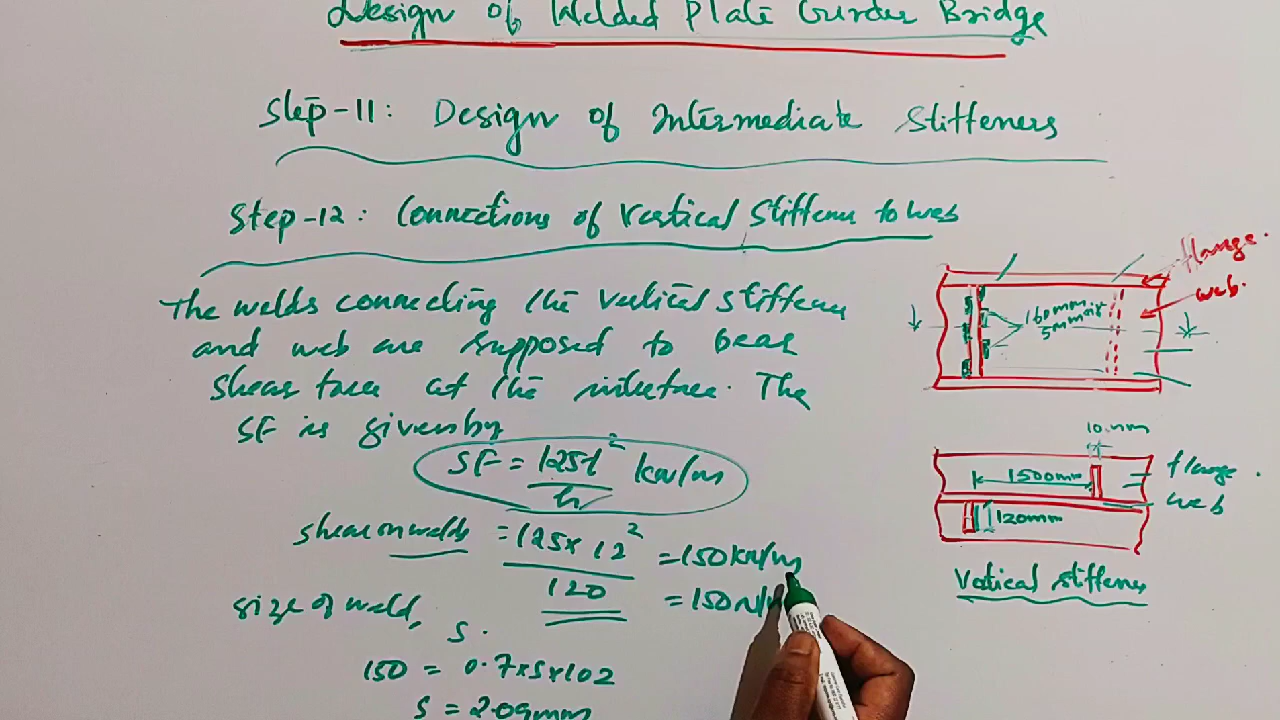 Design of Welded Plate Girder Bridge
Step-11: Design of Intermediate Stiffeners
Step-12: Connections of Vertical Stiffener to web
The welds connecting the vertical stiffener
and web are supposed to bear
shear force at the interface. The
SF is given by
SF = 125t²/h kN/m
shear on welds = 125 x 12²/120 = 150 kN/m
= 150 N/
size of weld,
S.
150 = 0.7 x S x 102
S = 2.09mm
flange.
web.
160mm
10mm
1500mm
flange.
web
120mm
Vertical stiffener